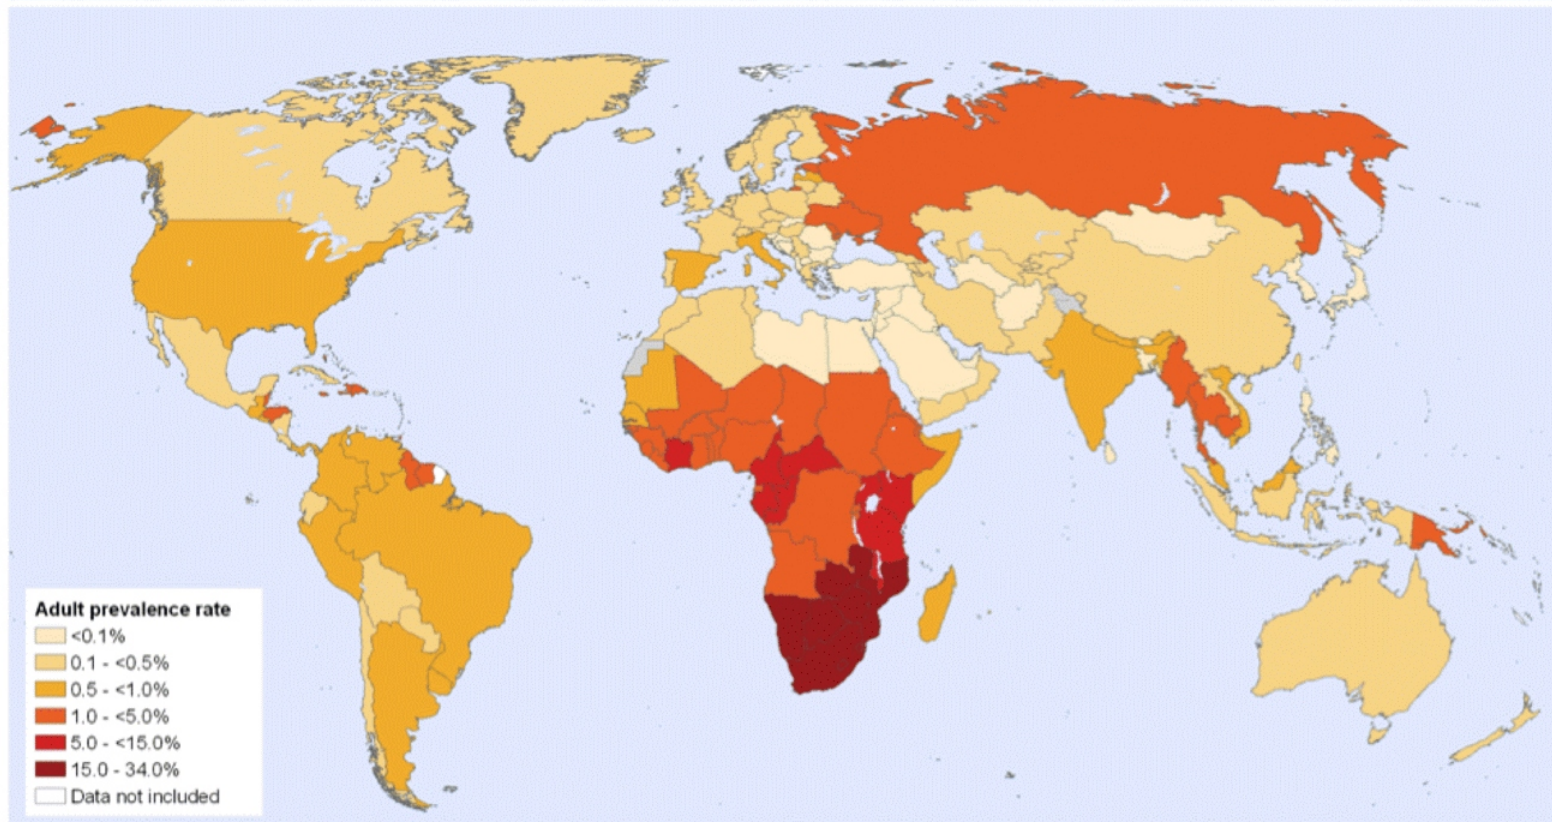 Adult prevalence rate
<0.1%
0.1 - <0.5%
0.5 - <1.0%
1.0 - <5.0%
5.0 - <15.0%
15.0 - 34.0%
Data not included